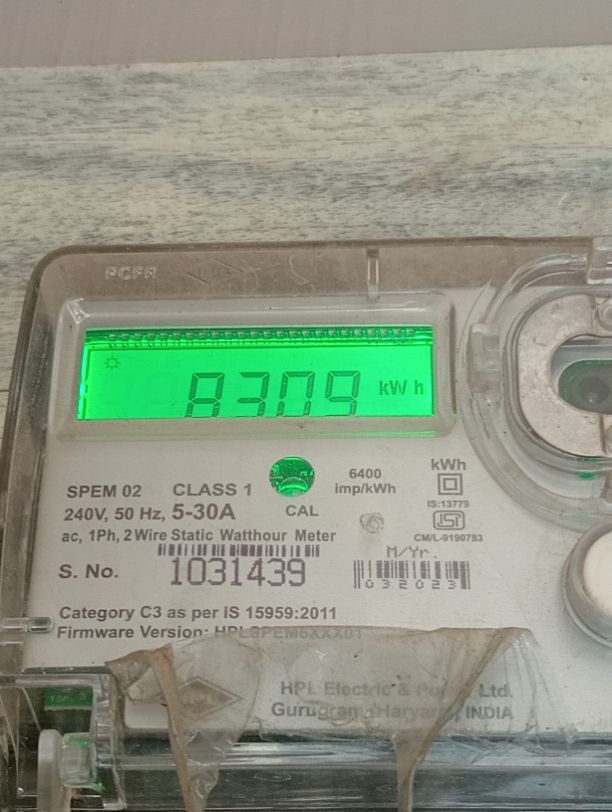 PCFR
8309 kW h
SPEM 02 CLASS 1
6400
imp/kWh
kWh
240V, 50 Hz, 5-30A
CAL
IS:13779
ac, 1Ph, 2 Wire Static Watthour Meter
CM/L-9190783
M/Yr.
S. No. 1031439
032023
Category C3 as per IS 15959:2011
Firmware Version: HPLSPEM6XXX01
HPL Electric & Power Ltd.
Gurugram (Haryana), INDIA